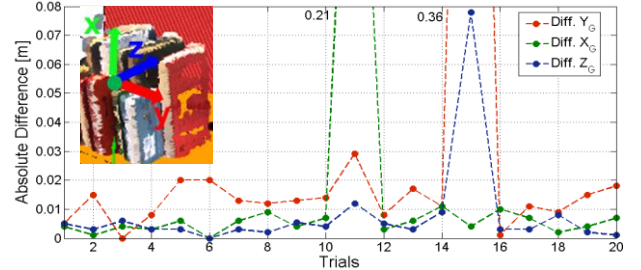 0.08
0.07
0.06
0.05
0.04
0.03
0.02
0.01
0
Absolute Difference [m]
X
Z
Y
0.21
0.36
Diff. Y_G
Diff. X_G
Diff. Z_G
2 4 6 8 10 12 14 16 18 20
Trials